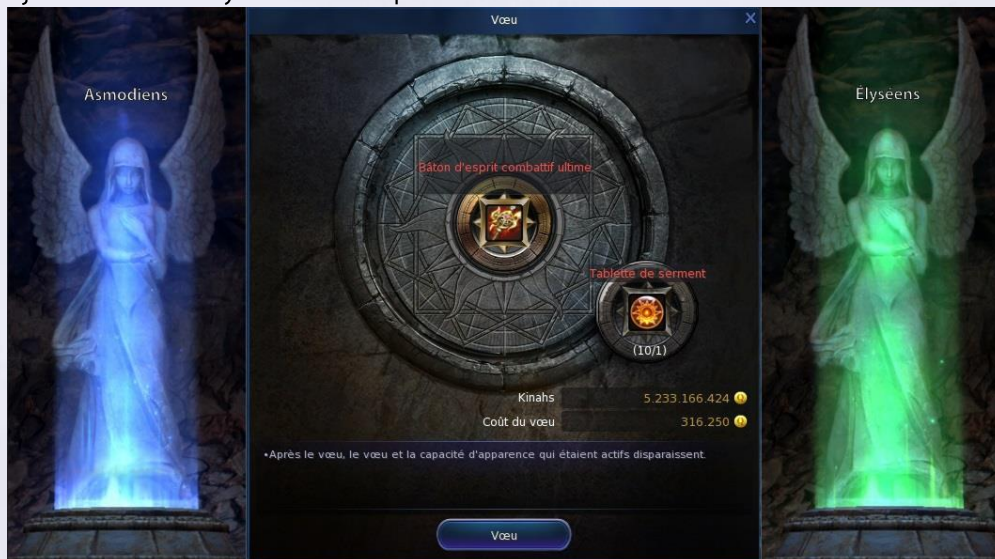 Vœu
Asmodiens
Élyséens
Bâton d'esprit combattif ultime
Tablette de serment
(10/1)
Kinahs 5.233.166.424
Coût du vœu 316.250
•Après le vœu, le vœu et la capacité d'apparence qui étaient actifs disparaissent.
Vœu